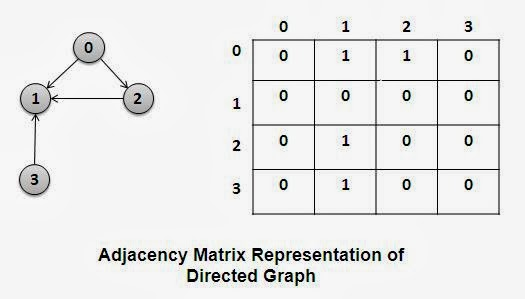 0
1 2
3
0 1 2 3
0 0 1 1 0
1 0 0 0 0
2 0 1 0 0
3 0 1 0 0
Adjacency Matrix Representation of
Directed Graph